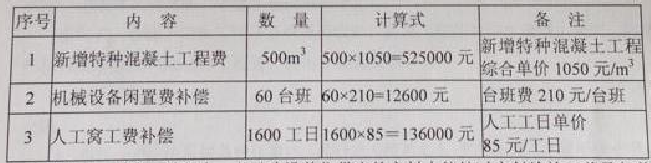 序号 内 容 数 量 计算式 备 注
1 新增特种混凝土工程费 500m³ 500×1050=525000 元 新增特种混凝土工程
综合单价 1050 元/m³
2 机械设备闲置费补偿 60 台班 60×210=12600 元 台班费 210 元/台班
3 人工窝工费补偿 1600 工日 1600×85=136000 元 人工工日单价
85 元/工日